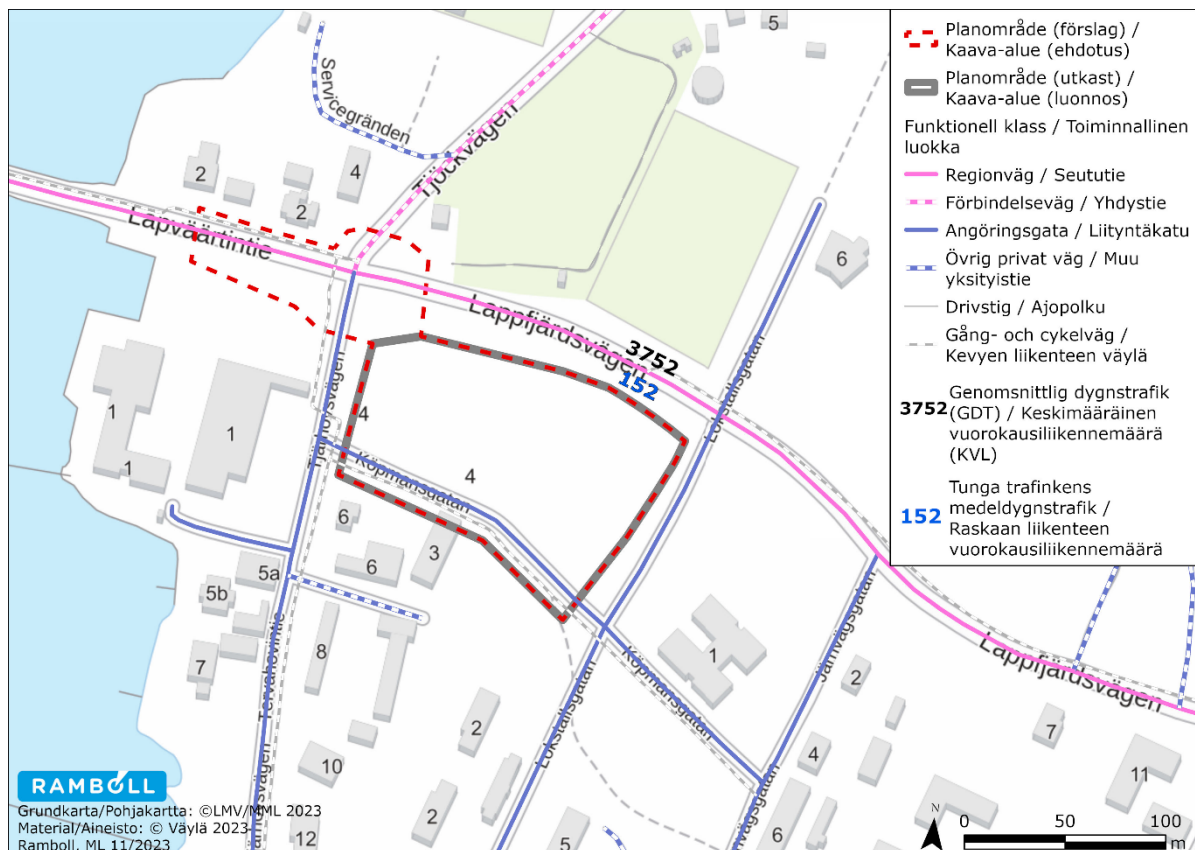 Planområde (förslag) /
Kaava-alue (ehdotus)
Planområde (utkast) /
Kaava-alue (luonnos)
Funktionell klass / Toiminnallinen
luokka
Regionväg / Seututie
Förbindelseväg / Yhdystie
Angöringsgata / Liityntäkatu
Övrig privat väg / Muu
yksityistie
Drivstig / Ajopolku
Gång- och cykelväg /
Kevyen liikenteen väylä
3752
Genomsnittlig dygnstrafik
(GDT) / Keskimääräinen
vuorokausiliikennemäärä
(KVL)
152
Tunga trafinkens
medeldygnstrafik /
Raskaan liikenteen
vuorokausiliikennemäärä
5
Servicegränden
Tjöckvägen
2
4
2
Lapväärtintie
6
Lappfjärdsvägen
3752
152
Lokstallsgatan
Tjärhovsvägen
4
1
1
1
4
Köpmansgatan
6
3
6
5a
5b
7
8
Tervahovintie
1
Köpmansgatan
Järnvägsgatan
Lappfjärdsvägen
2
2
Lokstallsgatan
4
7
10
11
2
12
5
6
RAMBOLL
Grundkarta/Pohjakartta: ©LMV/MML 2023
Material/Aineisto: © Väylä 2023
Ramboll, ML 11/2023
N
0 50 100
m